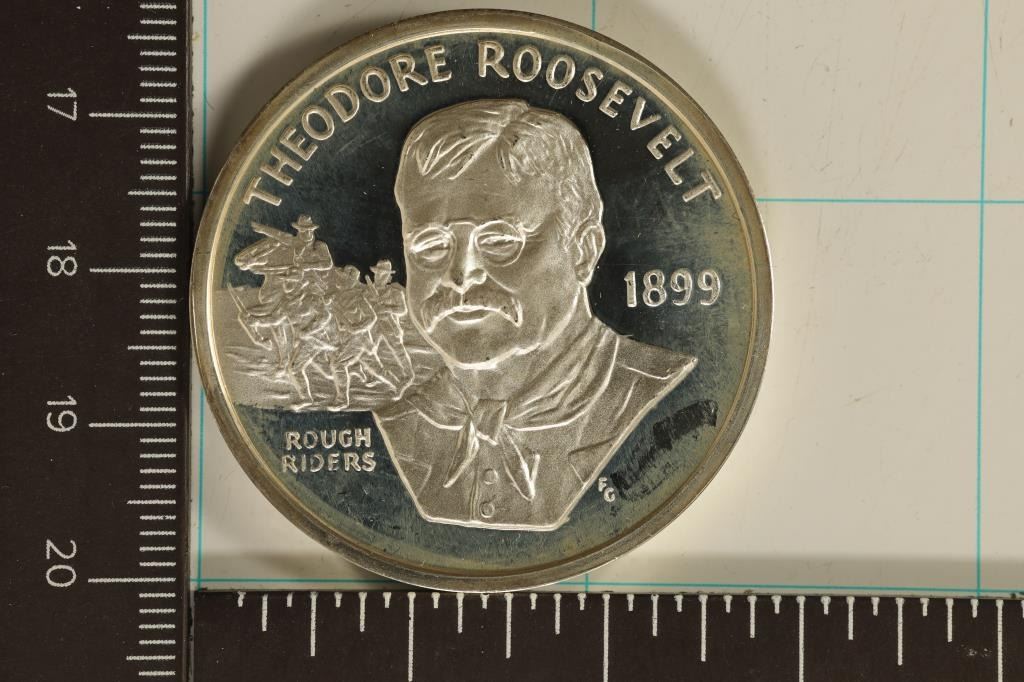 THEODORE ROOSEVELT
1899
ROUGH
RIDERS
FG
17
18
19
20